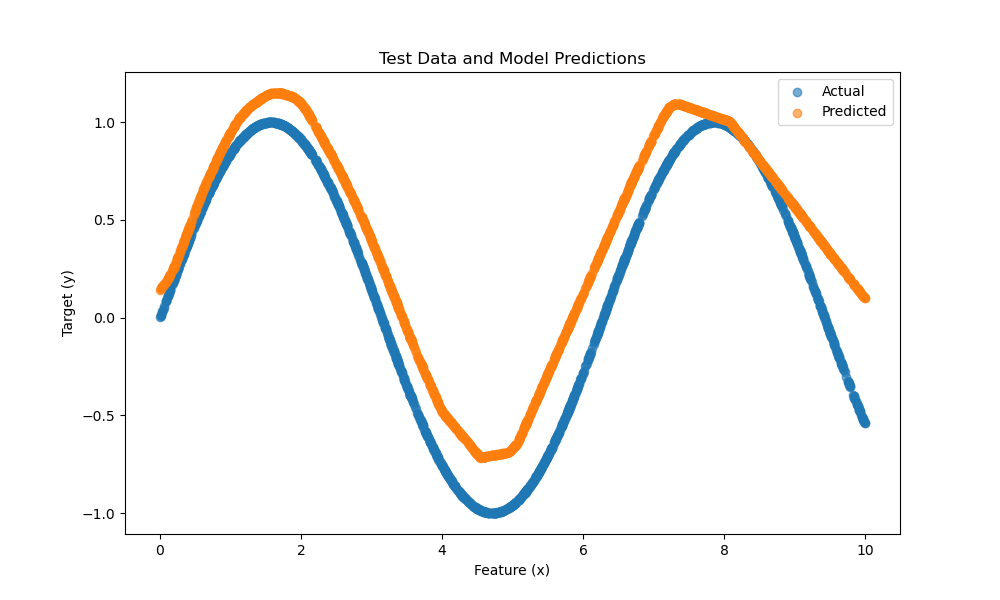 Test Data and Model Predictions
Actual
Predicted
1.0
0.5
0.0
−0.5
−1.0
Target (y)
0 2 4 6 8 10
Feature (x)